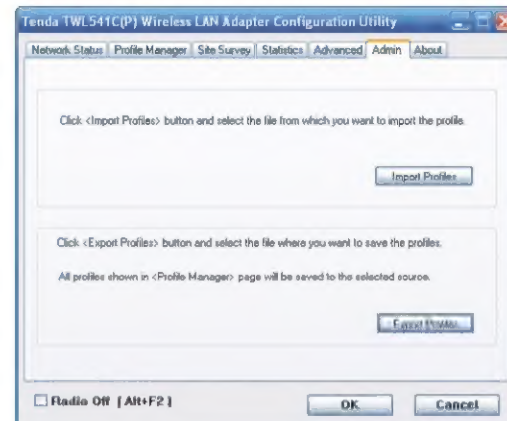 Tenda TWL541C(P) Wireless LAN Adapter Configuration Utility
Network Status Profile Manager Site Survey Statistics Advanced Admin About
Click <Import Profiles> button and select the file from which you want to import the profile.
Import Profiles
Click <Export Profiles> button and select the file where you want to save the profiles.
All profiles shown in <Profile Manager> page will be saved to the selected source.
Export Profiles
Radio Off [Alt+F2]
OK Cancel